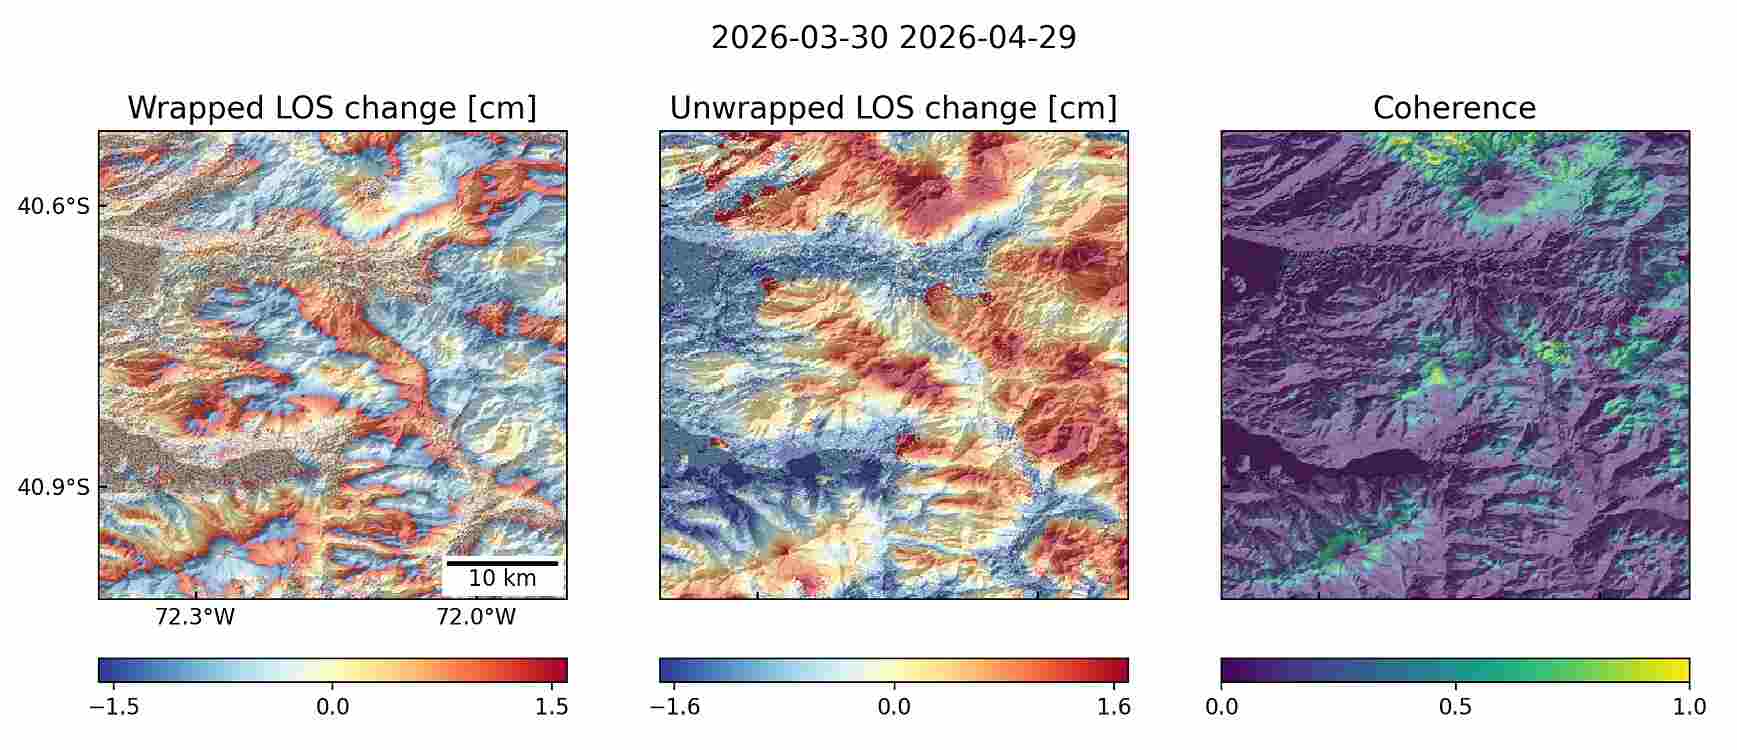 2026-03-30 2026-04-29
Wrapped LOS change [cm]
Unwrapped LOS change [cm]
Coherence
40.6°S
40.9°S
10 km
72.3°W
72.0°W
−1.5
0.0
1.5
−1.6
0.0
1.6
0.0
0.5
1.0